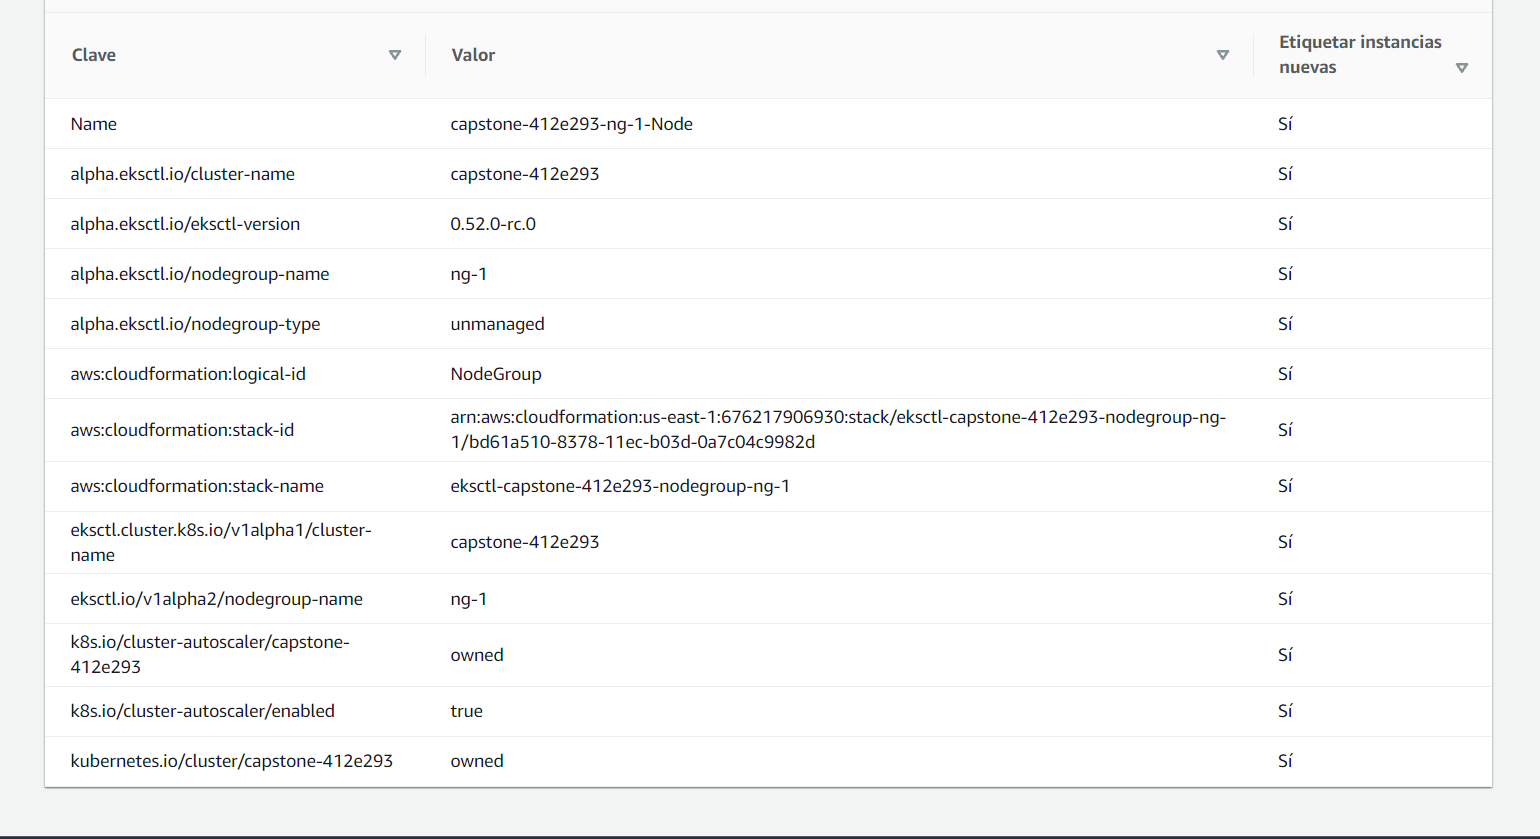 Clave Valor Etiquetar instancias
nuevas
Name capstone-412e293-ng-1-Node Sí
alpha.eksctl.io/cluster-name capstone-412e293 Sí
alpha.eksctl.io/eksctl-version 0.52.0-rc.0 Sí
alpha.eksctl.io/nodegroup-name ng-1 Sí
alpha.eksctl.io/nodegroup-type unmanaged Sí
aws:cloudformation:logical-id NodeGroup Sí
aws:cloudformation:stack-id arn:aws:cloudformation:us-east-1:676217906930:stack/eksctl-capstone-412e293-nodegroup-ng-
1/bd61a510-8378-11ec-b03d-0a7c04c9982d Sí
aws:cloudformation:stack-name eksctl-capstone-412e293-nodegroup-ng-1 Sí
eksctl.cluster.k8s.io/v1alpha1/cluster-
name capstone-412e293 Sí
eksctl.io/v1alpha2/nodegroup-name ng-1 Sí
k8s.io/cluster-autoscaler/capstone-
412e293 owned Sí
k8s.io/cluster-autoscaler/enabled true Sí
kubernetes.io/cluster/capstone-412e293 owned Sí